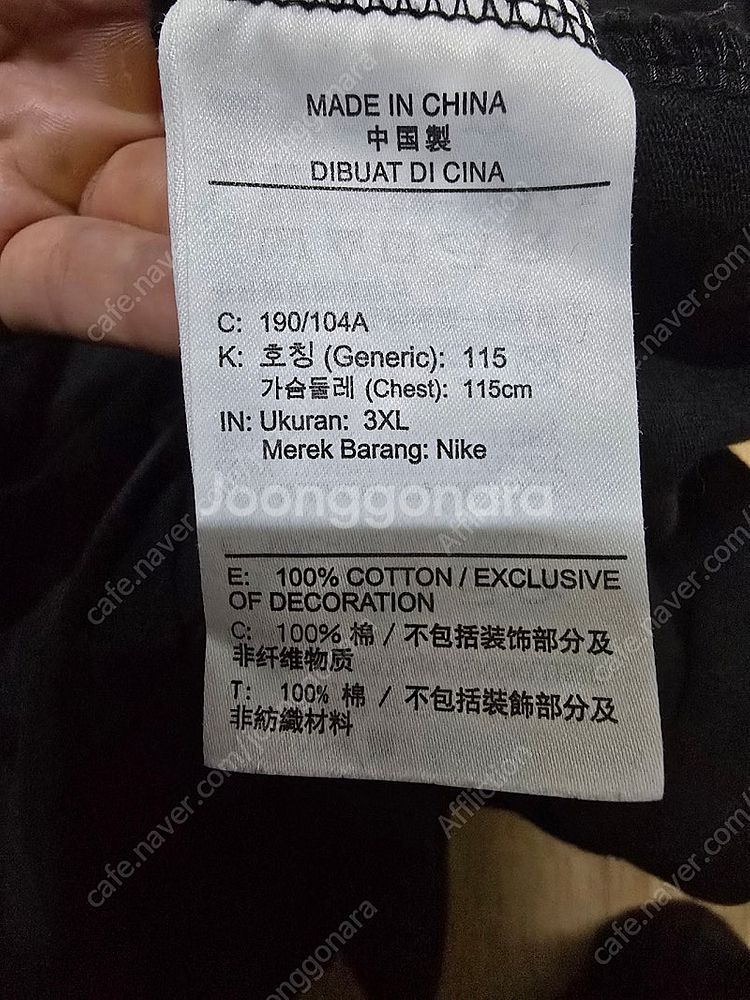 MADE IN CHINA
中国製
DIBUAT DI CINA
C: 190/104A
K: 호칭 (Generic): 115
가슴둘레 (Chest): 115cm
IN: Ukuran: 3XL
Merek Barang: Nike
Joonggonara
E: 100% COTTON / EXCLUSIVE
OF DECORATION
C: 100% 棉 / 不包括装饰部分及
非纤维物质
T: 100% 棉 / 不包括裝飾部分及
非紡織材料